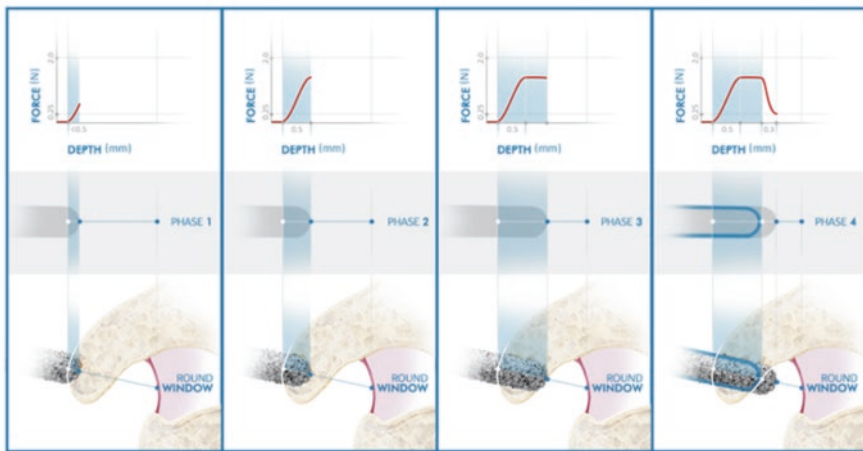 2.0
0.25
FORCE (N)
<0.5
DEPTH (mm)
PHASE 1
ROUND
WINDOW
2.0
0.25
FORCE (N)
0.5
DEPTH (mm)
PHASE 2
ROUND
WINDOW
2.0
0.25
FORCE (N)
0.5
DEPTH (mm)
PHASE 3
ROUND
WINDOW
2.0
0.25
FORCE (N)
0.5
DEPTH (mm)
PHASE 4
ROUND
WINDOW